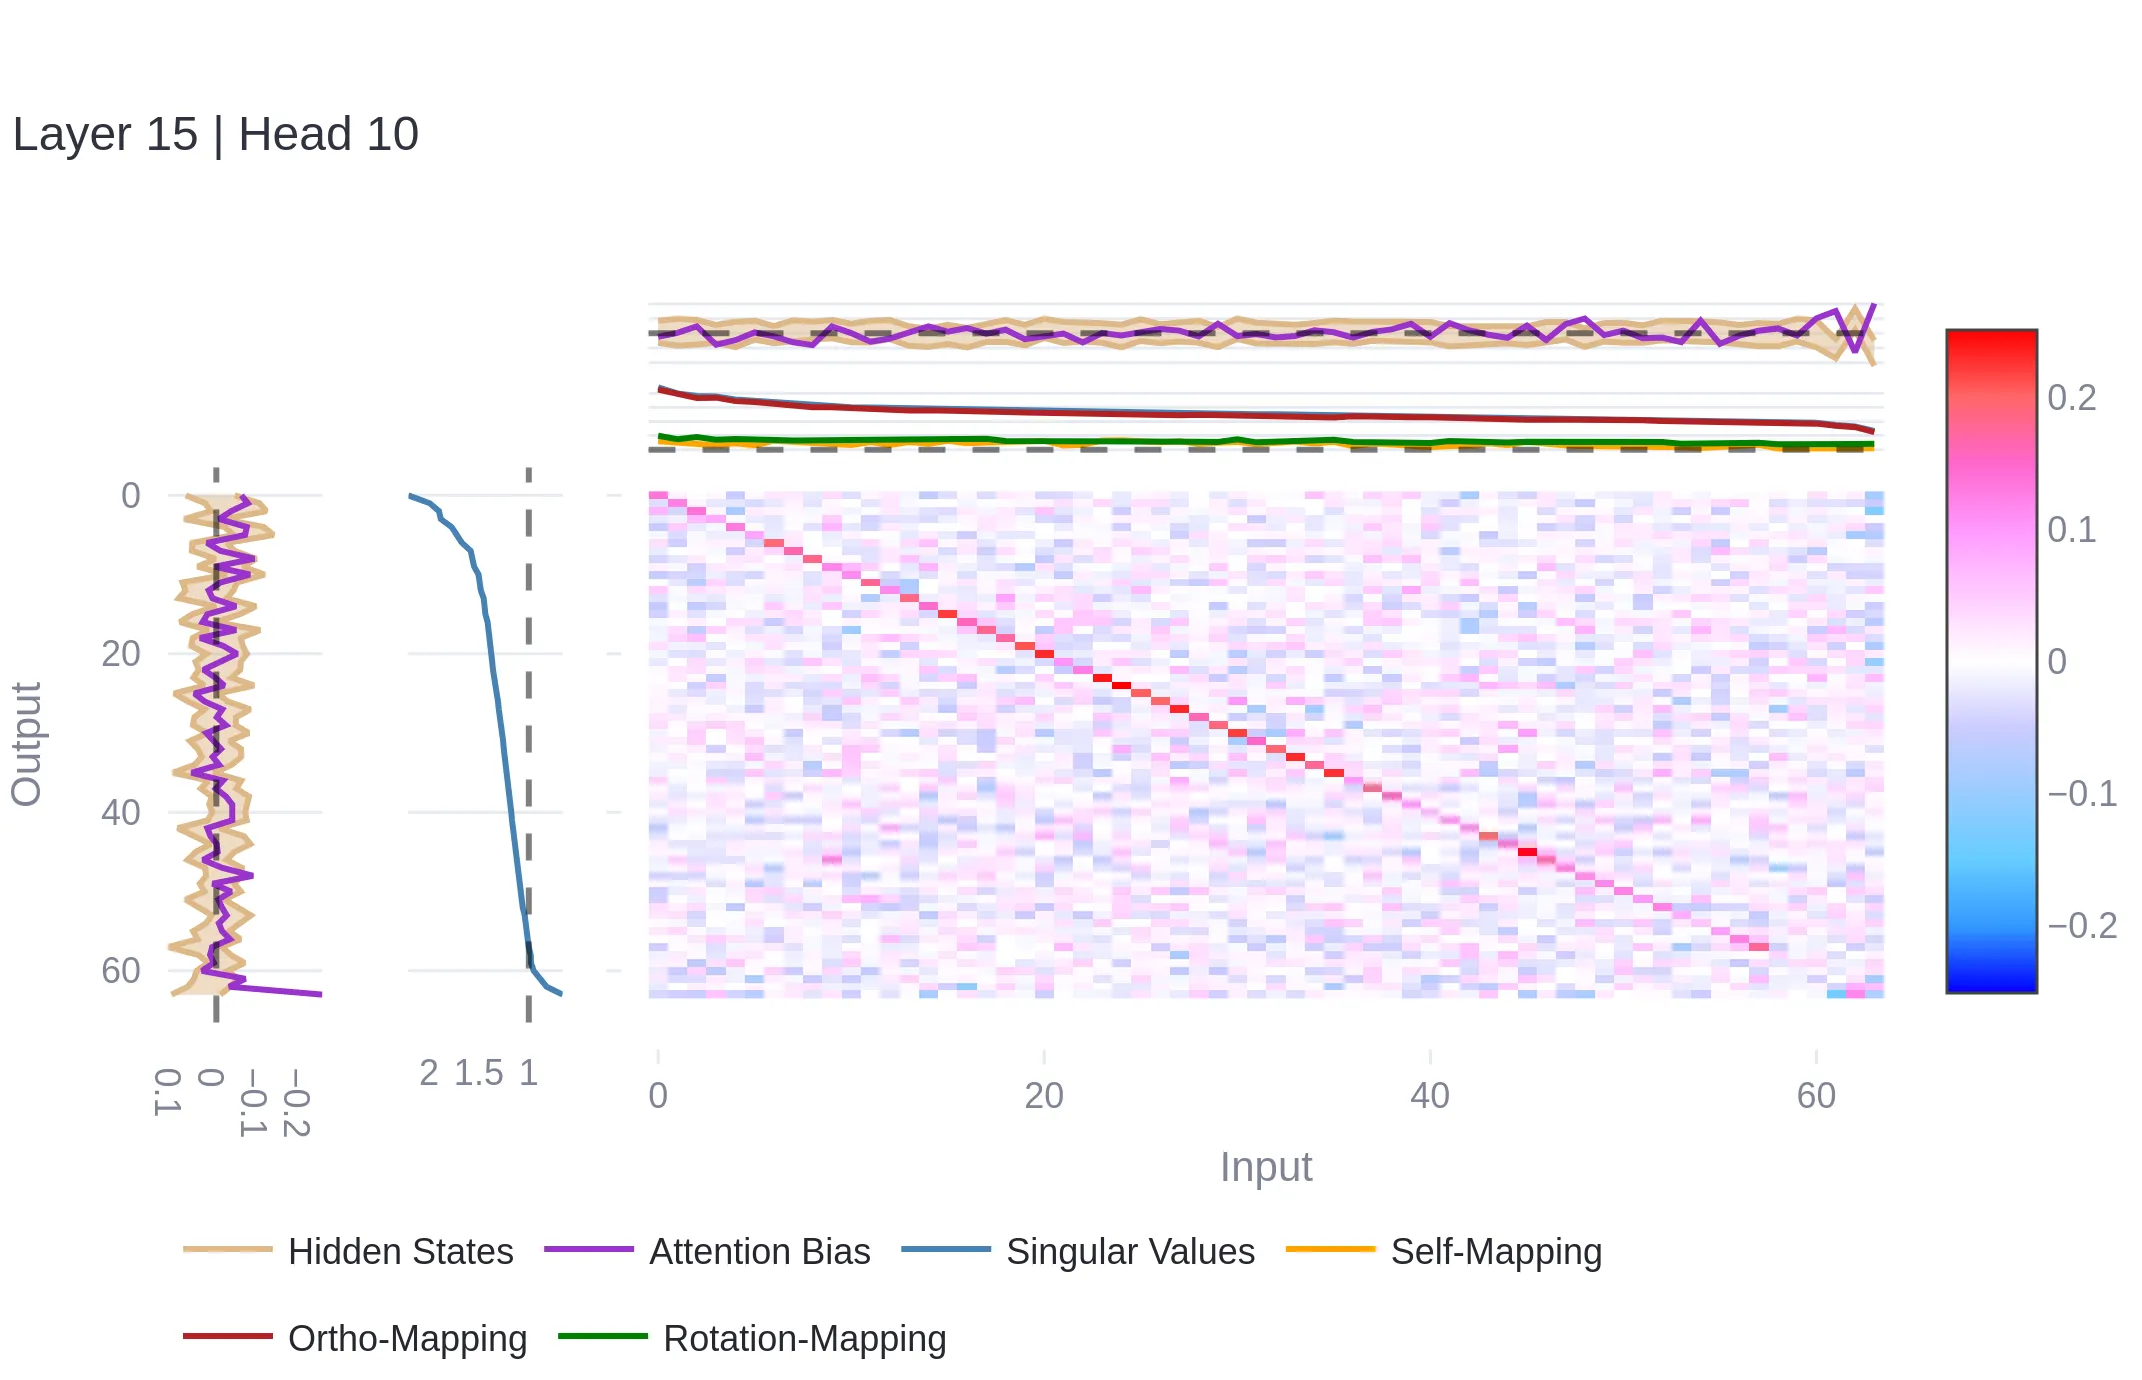 Layer 15 | Head 10
0.2
0.1
0
−0.1
−0.2
0
20
40
60
Output
0.1
0
−0.1
−0.2
2 1.5 1
0 20 40 60
Input
Hidden States Attention Bias Singular Values Self-Mapping
Ortho-Mapping Rotation-Mapping